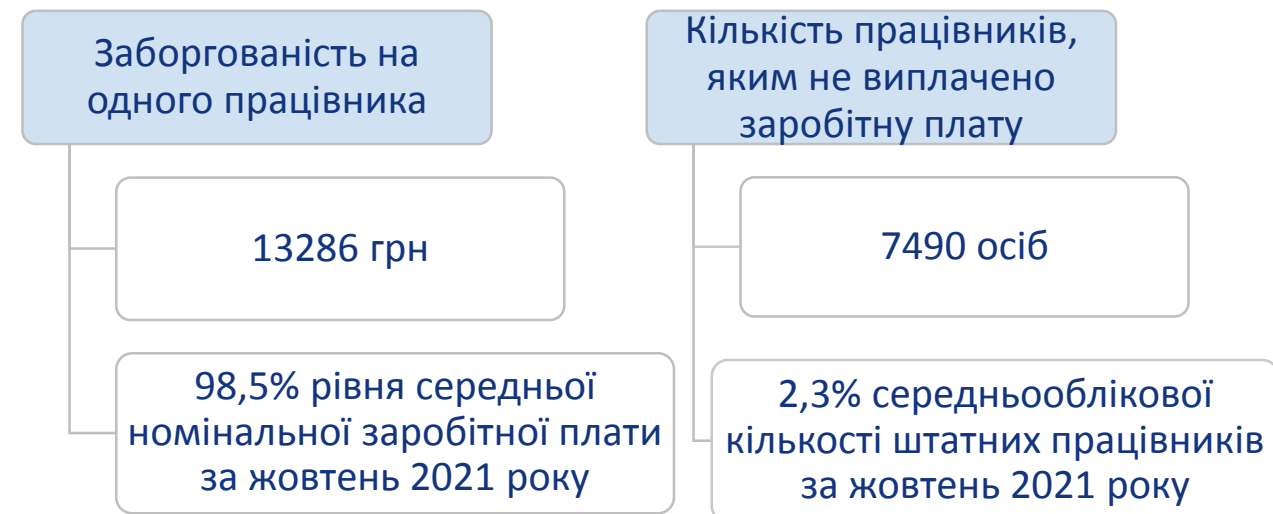 Заборгованість на
одного працівника
13286 грн
98,5% рівня середньої
номінальної заробітної плати
за жовтень 2021 року
Кількість працівників,
яким не виплачено
заробітну плату
7490 осіб
2,3% середньооблікової
кількості штатних працівників
за жовтень 2021 року